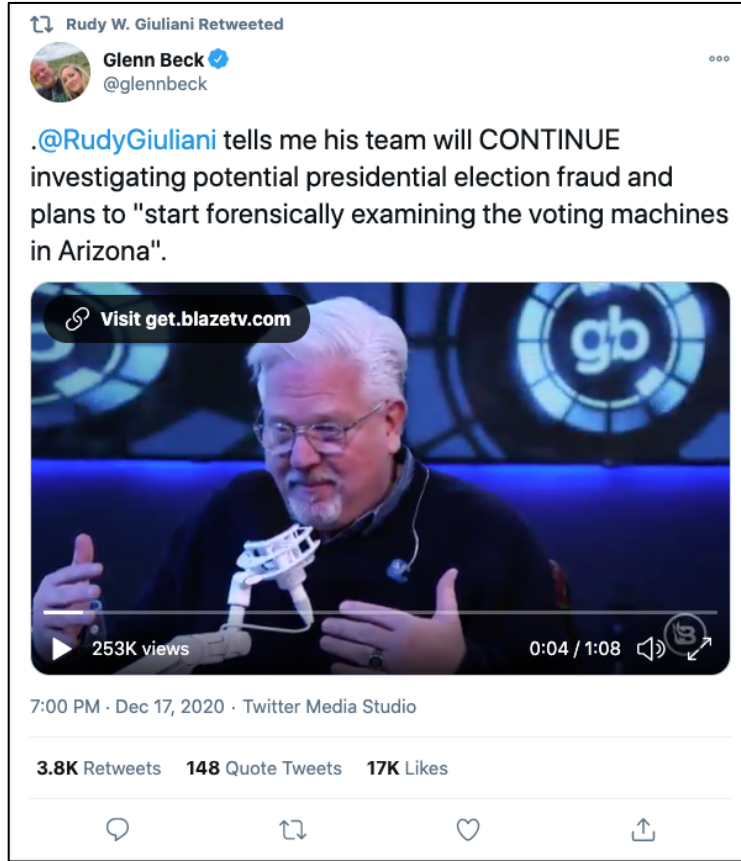 Rudy W. Giuliani Retweeted
Glenn Beck
@glennbeck
.@RudyGiuliani tells me his team will CONTINUE
investigating potential presidential election fraud and
plans to "start forensically examining the voting machines
in Arizona".
Visit get.blazetv.com
gb
253K views
0:04 / 1:08
B
7:00 PM · Dec 17, 2020 · Twitter Media Studio
3.8K Retweets 148 Quote Tweets 17K Likes